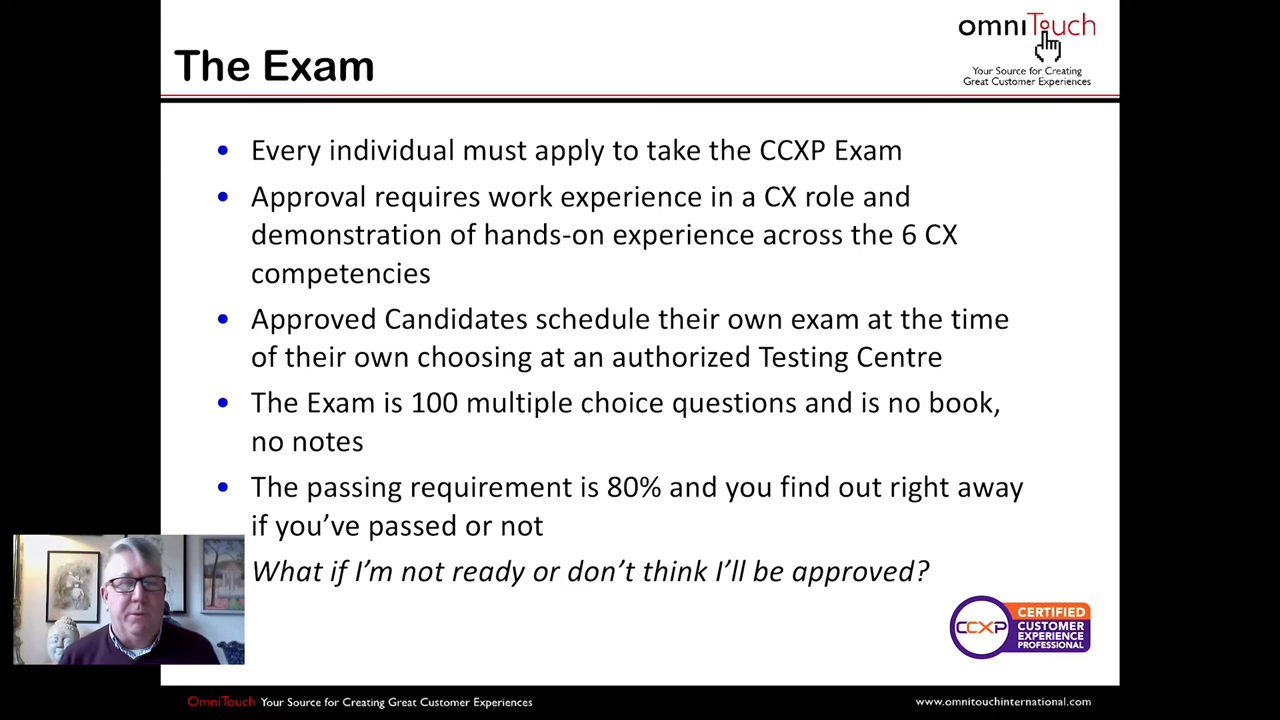 omniTouch
Your Source for Creating
Great Customer Experiences
The Exam
• Every individual must apply to take the CCXP Exam
• Approval requires work experience in a CX role and
demonstration of hands-on experience across the 6 CX
competencies
• Approved Candidates schedule their own exam at the time
of their own choosing at an authorized Testing Centre
• The Exam is 100 multiple choice questions and is no book,
no notes
• The passing requirement is 80% and you find out right away
if you've passed or not
What if I'm not ready or don't think I'll be approved?
CCXP
CERTIFIED
CUSTOMER
EXPERIENCE
PROFESSIONAL
OmniTouch Your Source for Creating Great Customer Experiences
www.omnitouchinternational.com